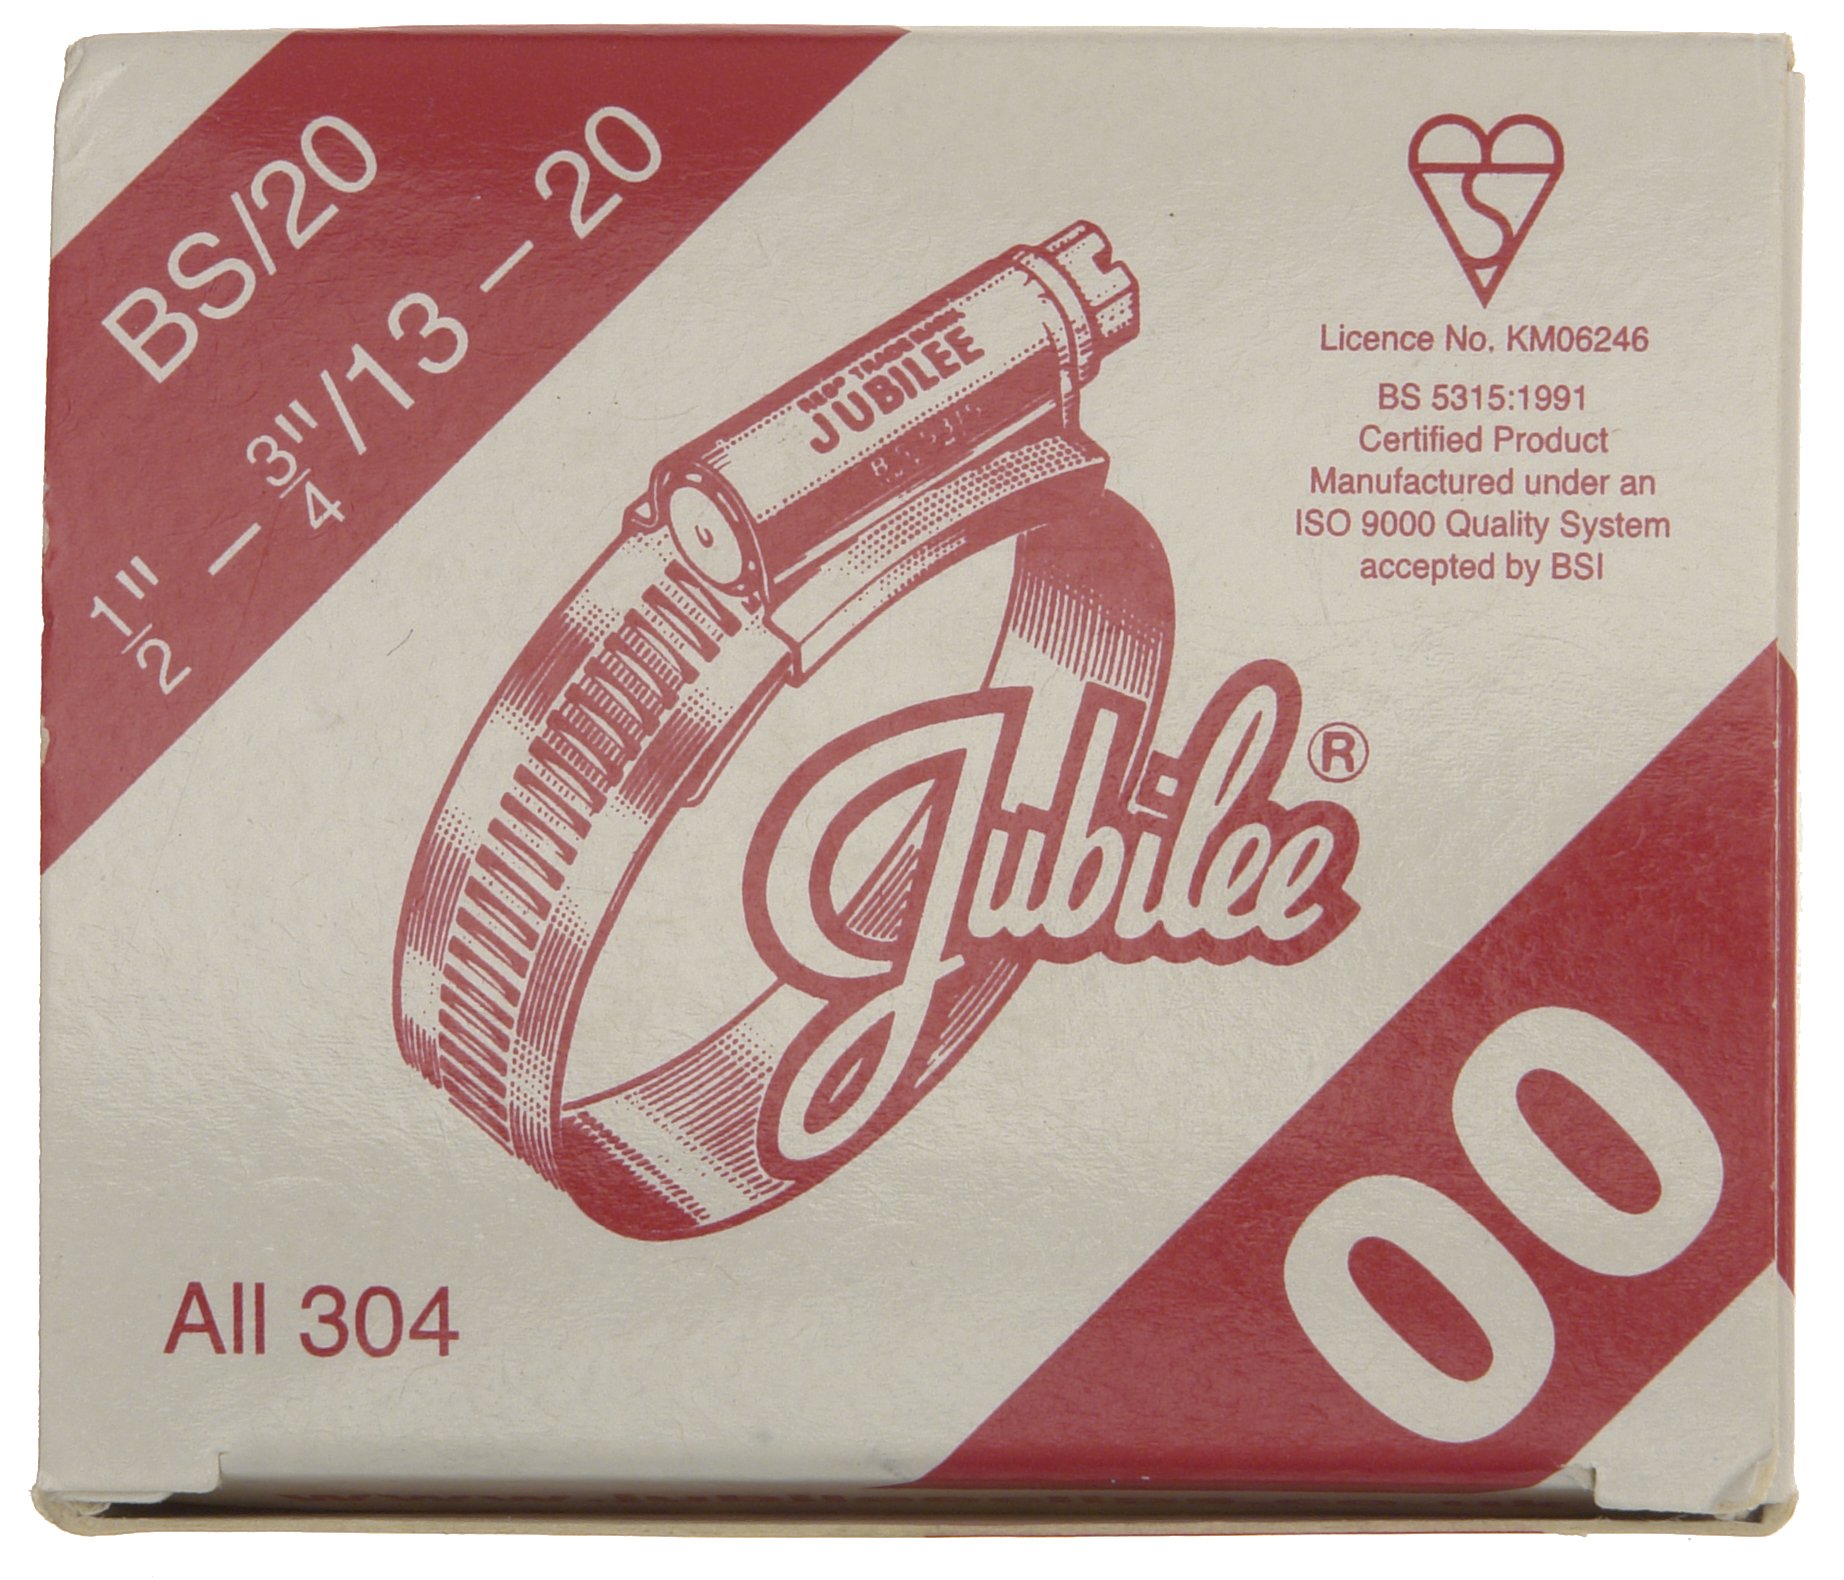 BS/20
1/2" – 3/4"/13 – 20
S
Licence No. KM06246
BS 5315:1991
Certified Product
Manufactured under an
ISO 9000 Quality System
accepted by BSI
JUBILEE
Jubilee ®
All 304
00